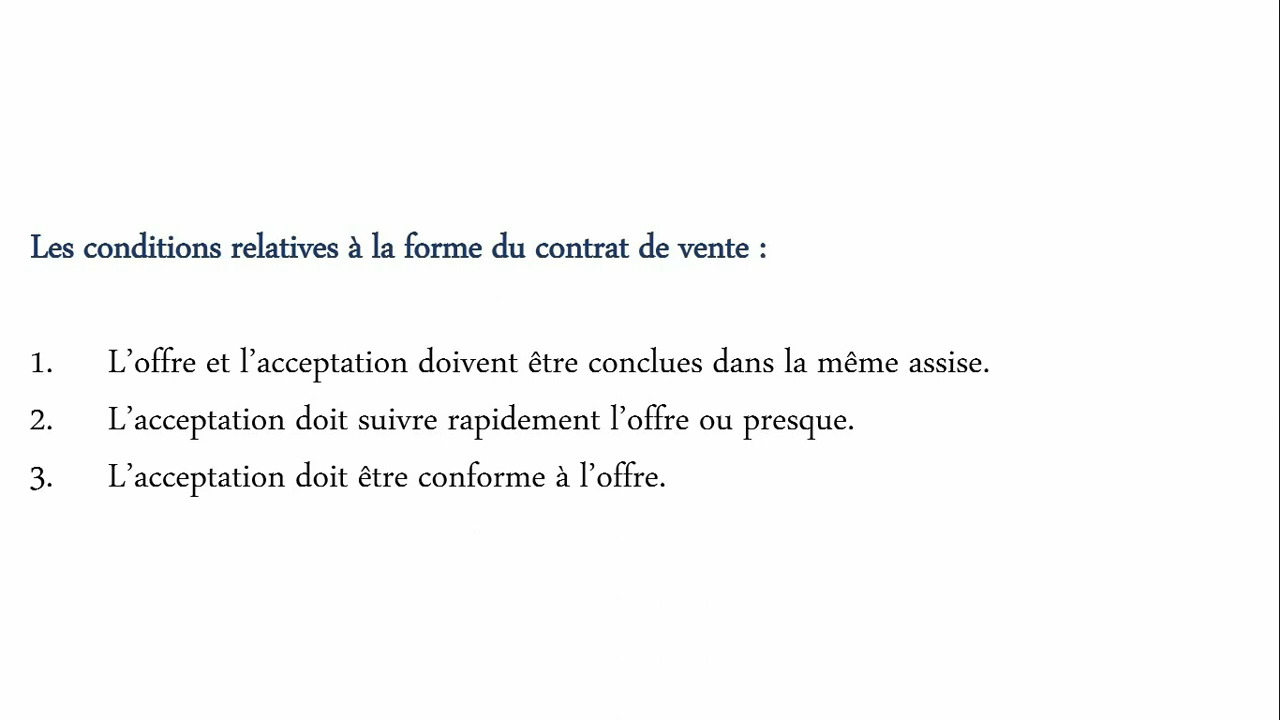 Les conditions relatives à la forme du contrat de vente :
1. L’offre et l’acceptation doivent être conclues dans la même assise.
2. L’acceptation doit suivre rapidement l’offre ou presque.
3. L’acceptation doit être conforme à l’offre.